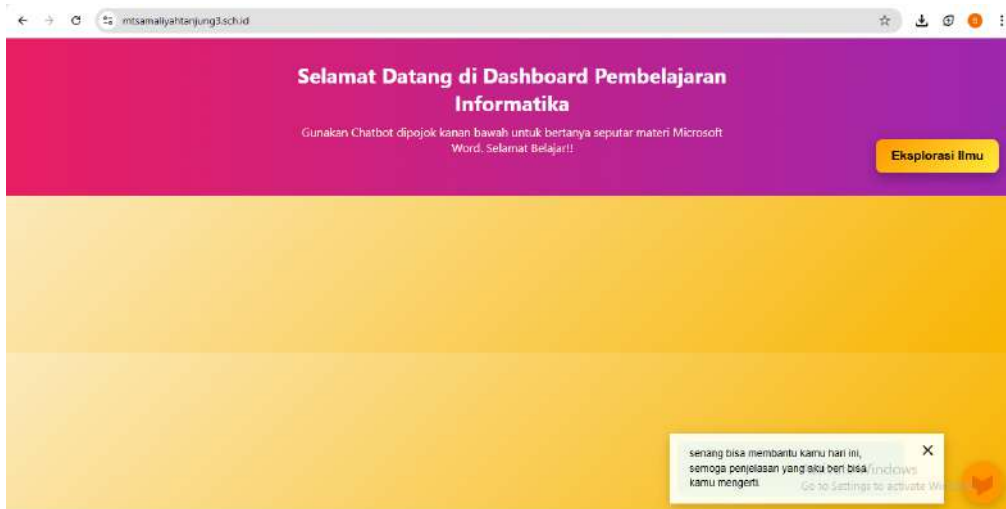 mtsamaliyahtanjung3.sch.id
Selamat Datang di Dashboard Pembelajaran
Informatika
Gunakan Chatbot dipojok kanan bawah untuk bertanya seputar materi Microsoft
Word. Selamat Belajar!!
Eksplorasi Ilmu
senang bisa membantu kamu hari ini,
semoga penjelasan yang aku beri bisa
kamu mengerti.
Windows
Go to Settings to activate